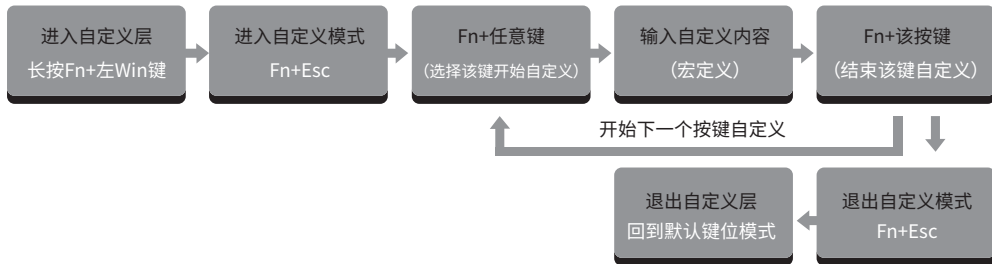 进入自定义层
长按Fn+左Win键
进入自定义模式
Fn+Esc
Fn+任意键
(选择该键开始自定义)
输入自定义内容
(宏定义)
Fn+该按键
(结束该键自定义)
开始下一个按键自定义
退出自定义层
回到默认键位模式
退出自定义模式
Fn+Esc